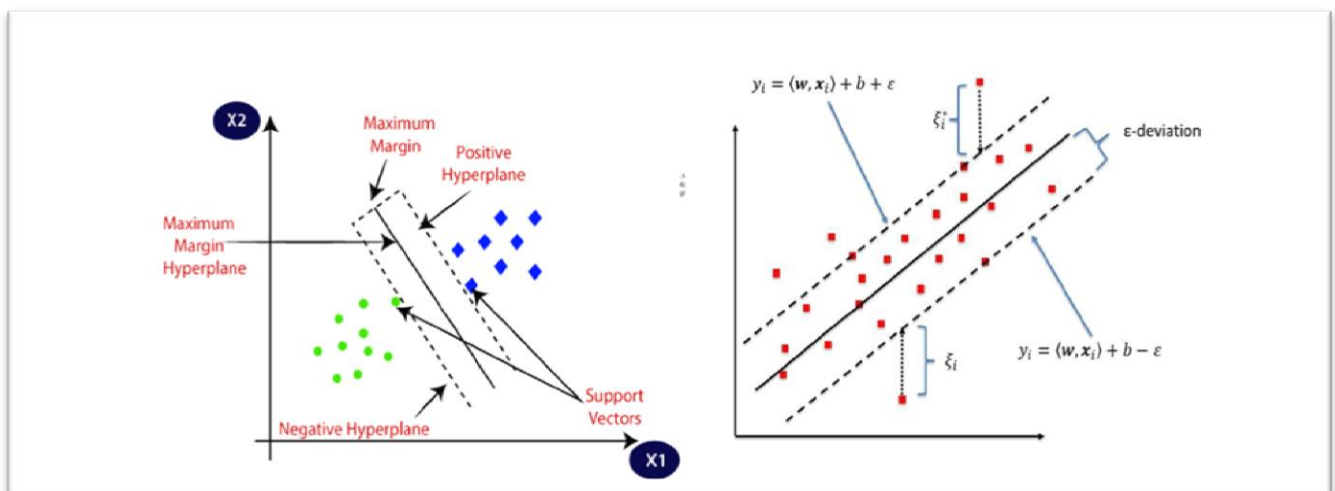 X2
Maximum
Margin
Positive
Hyperplane
Maximum
Margin
Hyperplane
Support
Vectors
Negative Hyperplane
X1
yᵢ = ⟨w, xᵢ⟩ + b + ε
ξᵢ*
ε-deviation
yᵢ = ⟨w, xᵢ⟩ + b − ε
ξᵢ